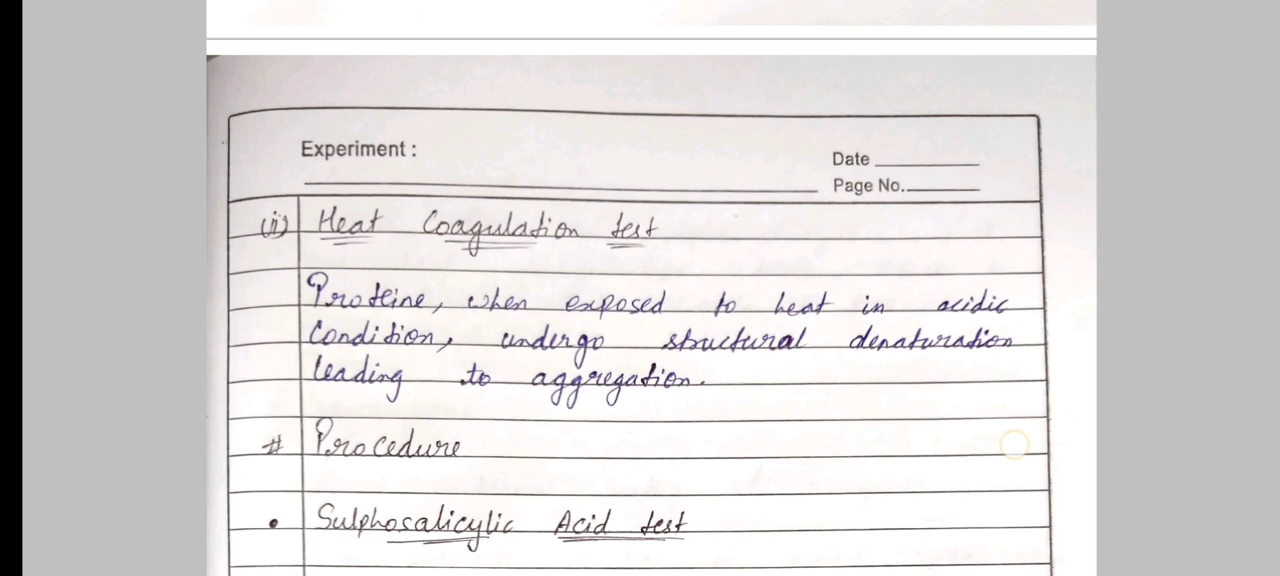 Experiment :
Date
Page No.
(ii) Heat Coagulation test
Proteine, when exposed to heat in acidic
condition, undergo structural denaturation
leading to aggregation.
# Procedure
• Sulphosalicylic Acid test